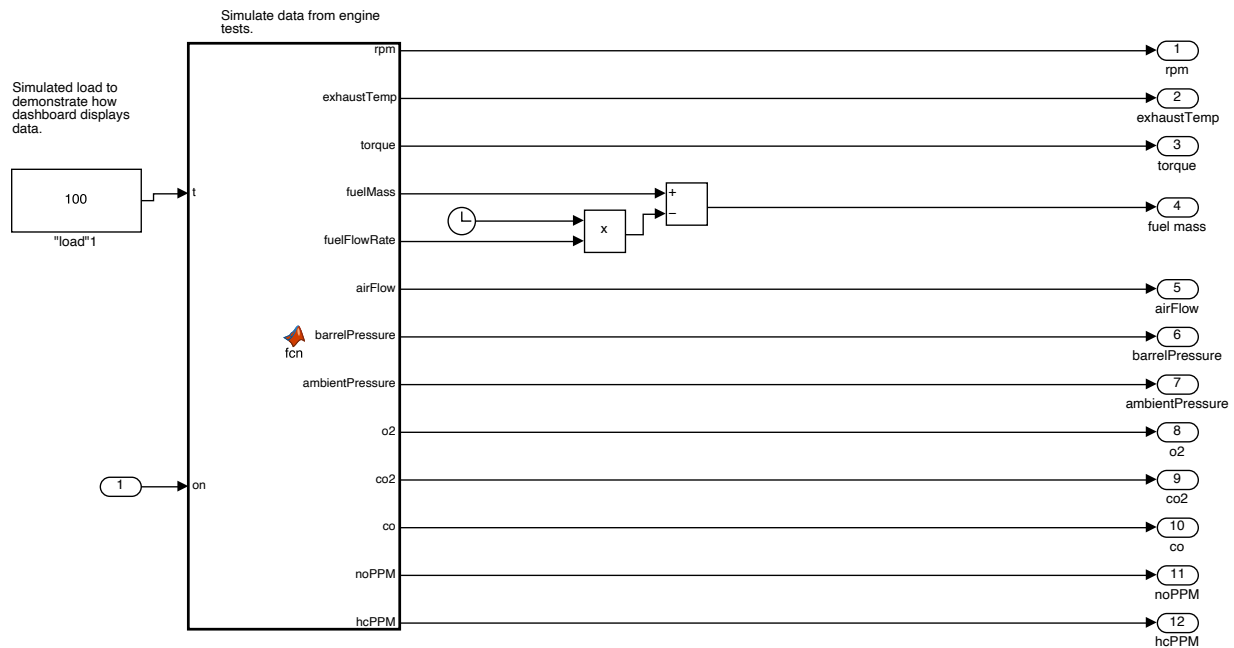 Simulate data from engine
tests.
Simulated load to
demonstrate how
dashboard displays
data.
100
"load"1
t
1
on
fcn
rpm
exhaustTemp
torque
fuelMass
fuelFlowRate
airFlow
barrelPressure
ambientPressure
o2
co2
co
noPPM
hcPPM
x
+
−
1
rpm
2
exhaustTemp
3
torque
4
fuel mass
5
airFlow
6
barrelPressure
7
ambientPressure
8
o2
9
co2
10
co
11
noPPM
12
hcPPM